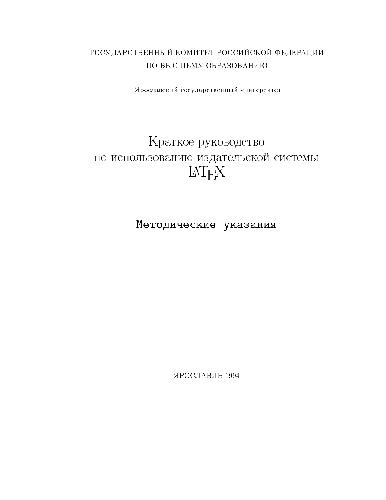 ГОСУДАРСТВЕННЫЙ КОМИТЕТ РОССИЙСКОЙ ФЕДЕРАЦИИ
ПО ВЫСШЕМУ ОБРАЗОВАНИЮ
государственный университет
Краткое руководство
по использованию издательской системы
LATEX
Методические указания
ЯРОСЛАВЛЬ 1994